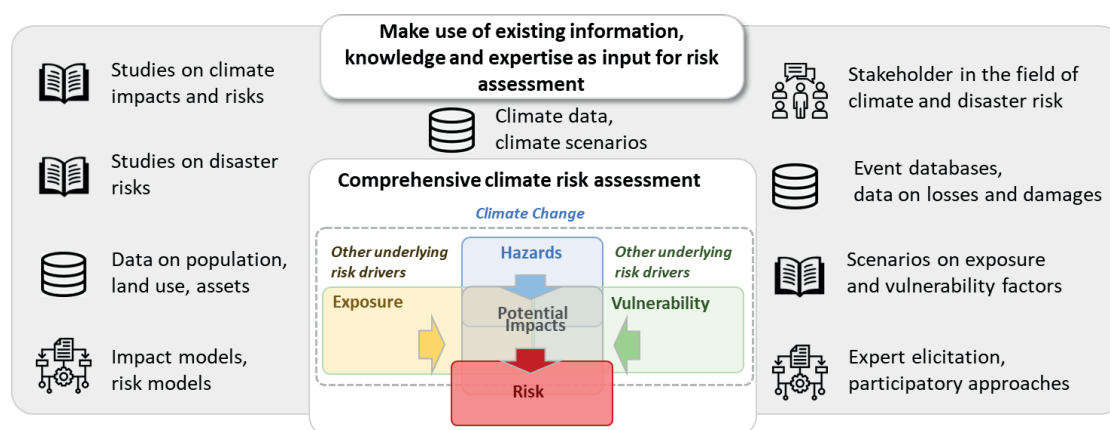 Make use of existing information,
knowledge and expertise as input for risk
assessment
Studies on climate
impacts and risks
Studies on disaster
risks
Data on population,
land use, assets
Impact models,
risk models
Climate data,
climate scenarios
Comprehensive climate risk assessment
Climate Change
Other underlying
risk drivers
Hazards
Other underlying
risk drivers
Exposure
Potential
Impacts
Vulnerability
Risk
Stakeholder in the field of
climate and disaster risk
Event databases,
data on losses and damages
Scenarios on exposure
and vulnerability factors
Expert elicitation,
participatory approaches